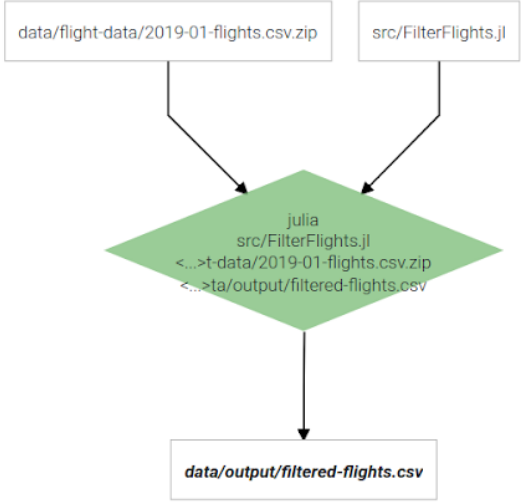 data/flight-data/2019-01-flights.csv.zip
src/FilterFlights.jl
julia
src/FilterFlights.jl
<...>t-data/2019-01-flights.csv.zip
<...>ta/output/filtered-flights.csv
data/output/filtered-flights.csv